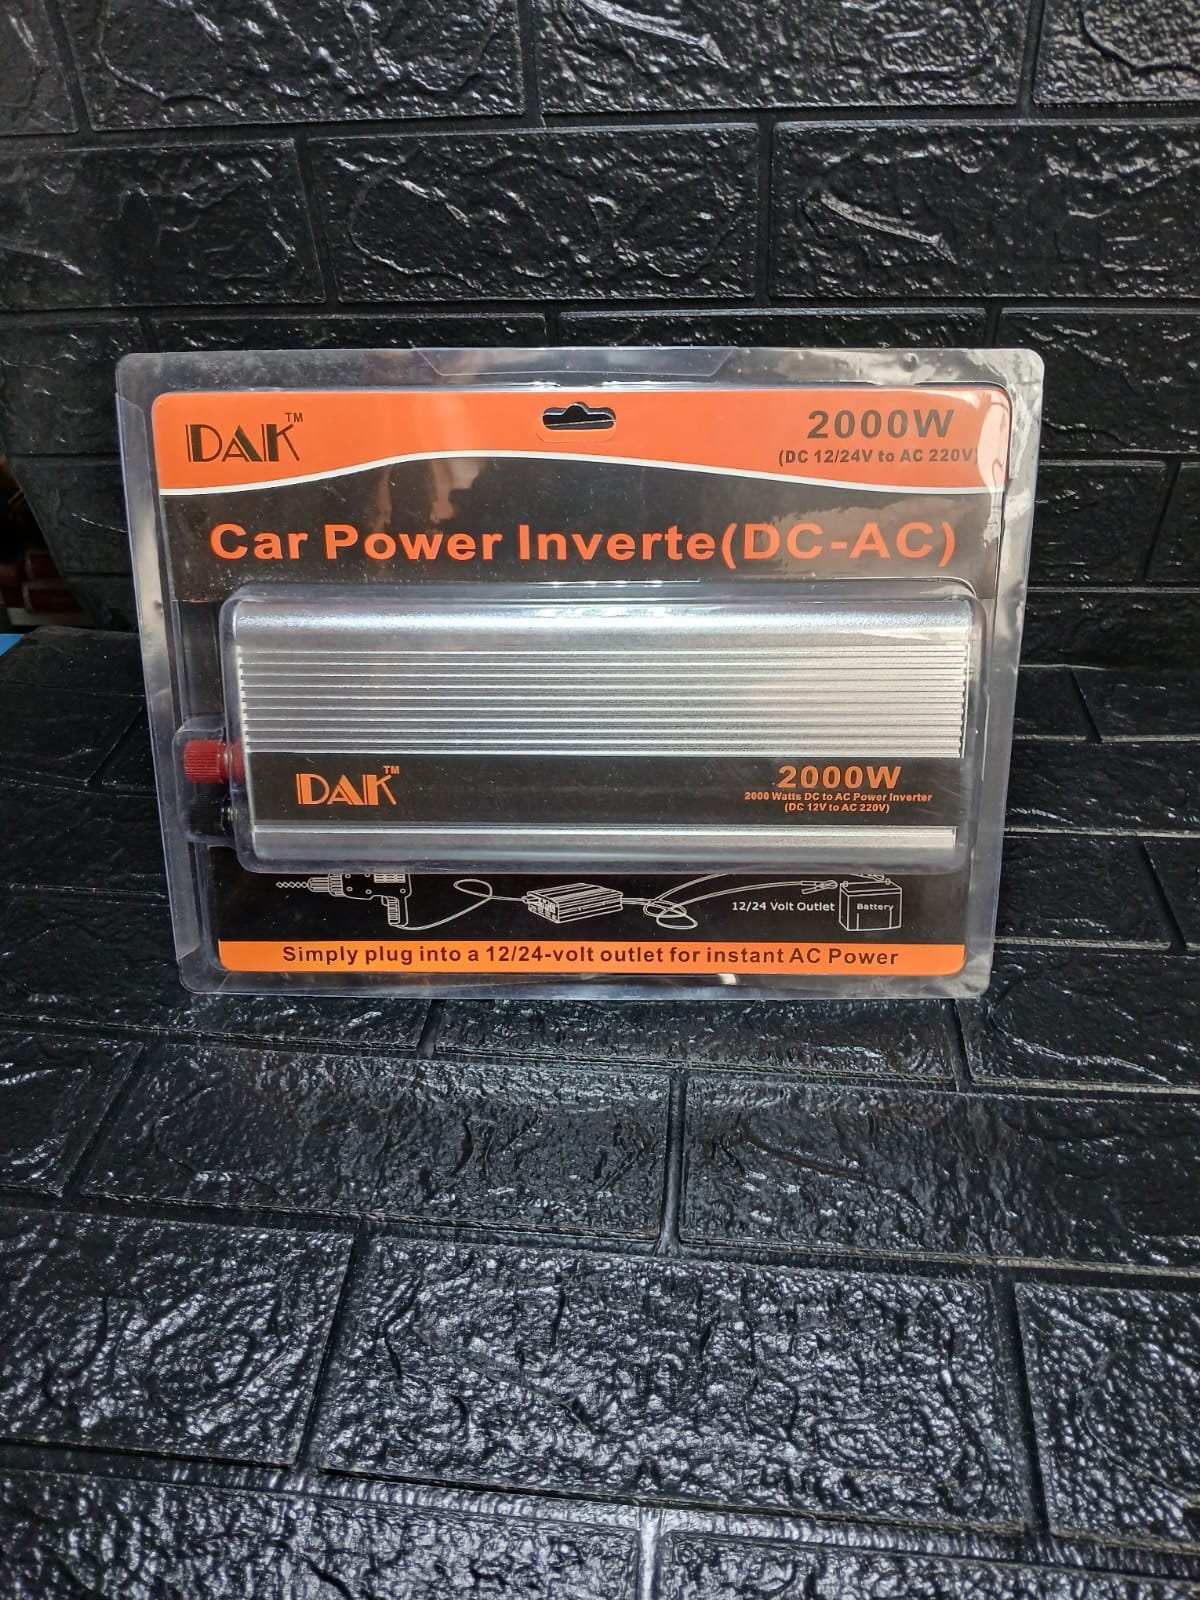 DAK™
2000W
(DC 12/24V to AC 220V)
Car Power Inverte(DC-AC)
DAK™
2000W
2000 Watts DC to AC Power Inverter
(DC 12V to AC 220V)
12/24 Volt Outlet
Battery
Simply plug into a 12/24-volt outlet for instant AC Power